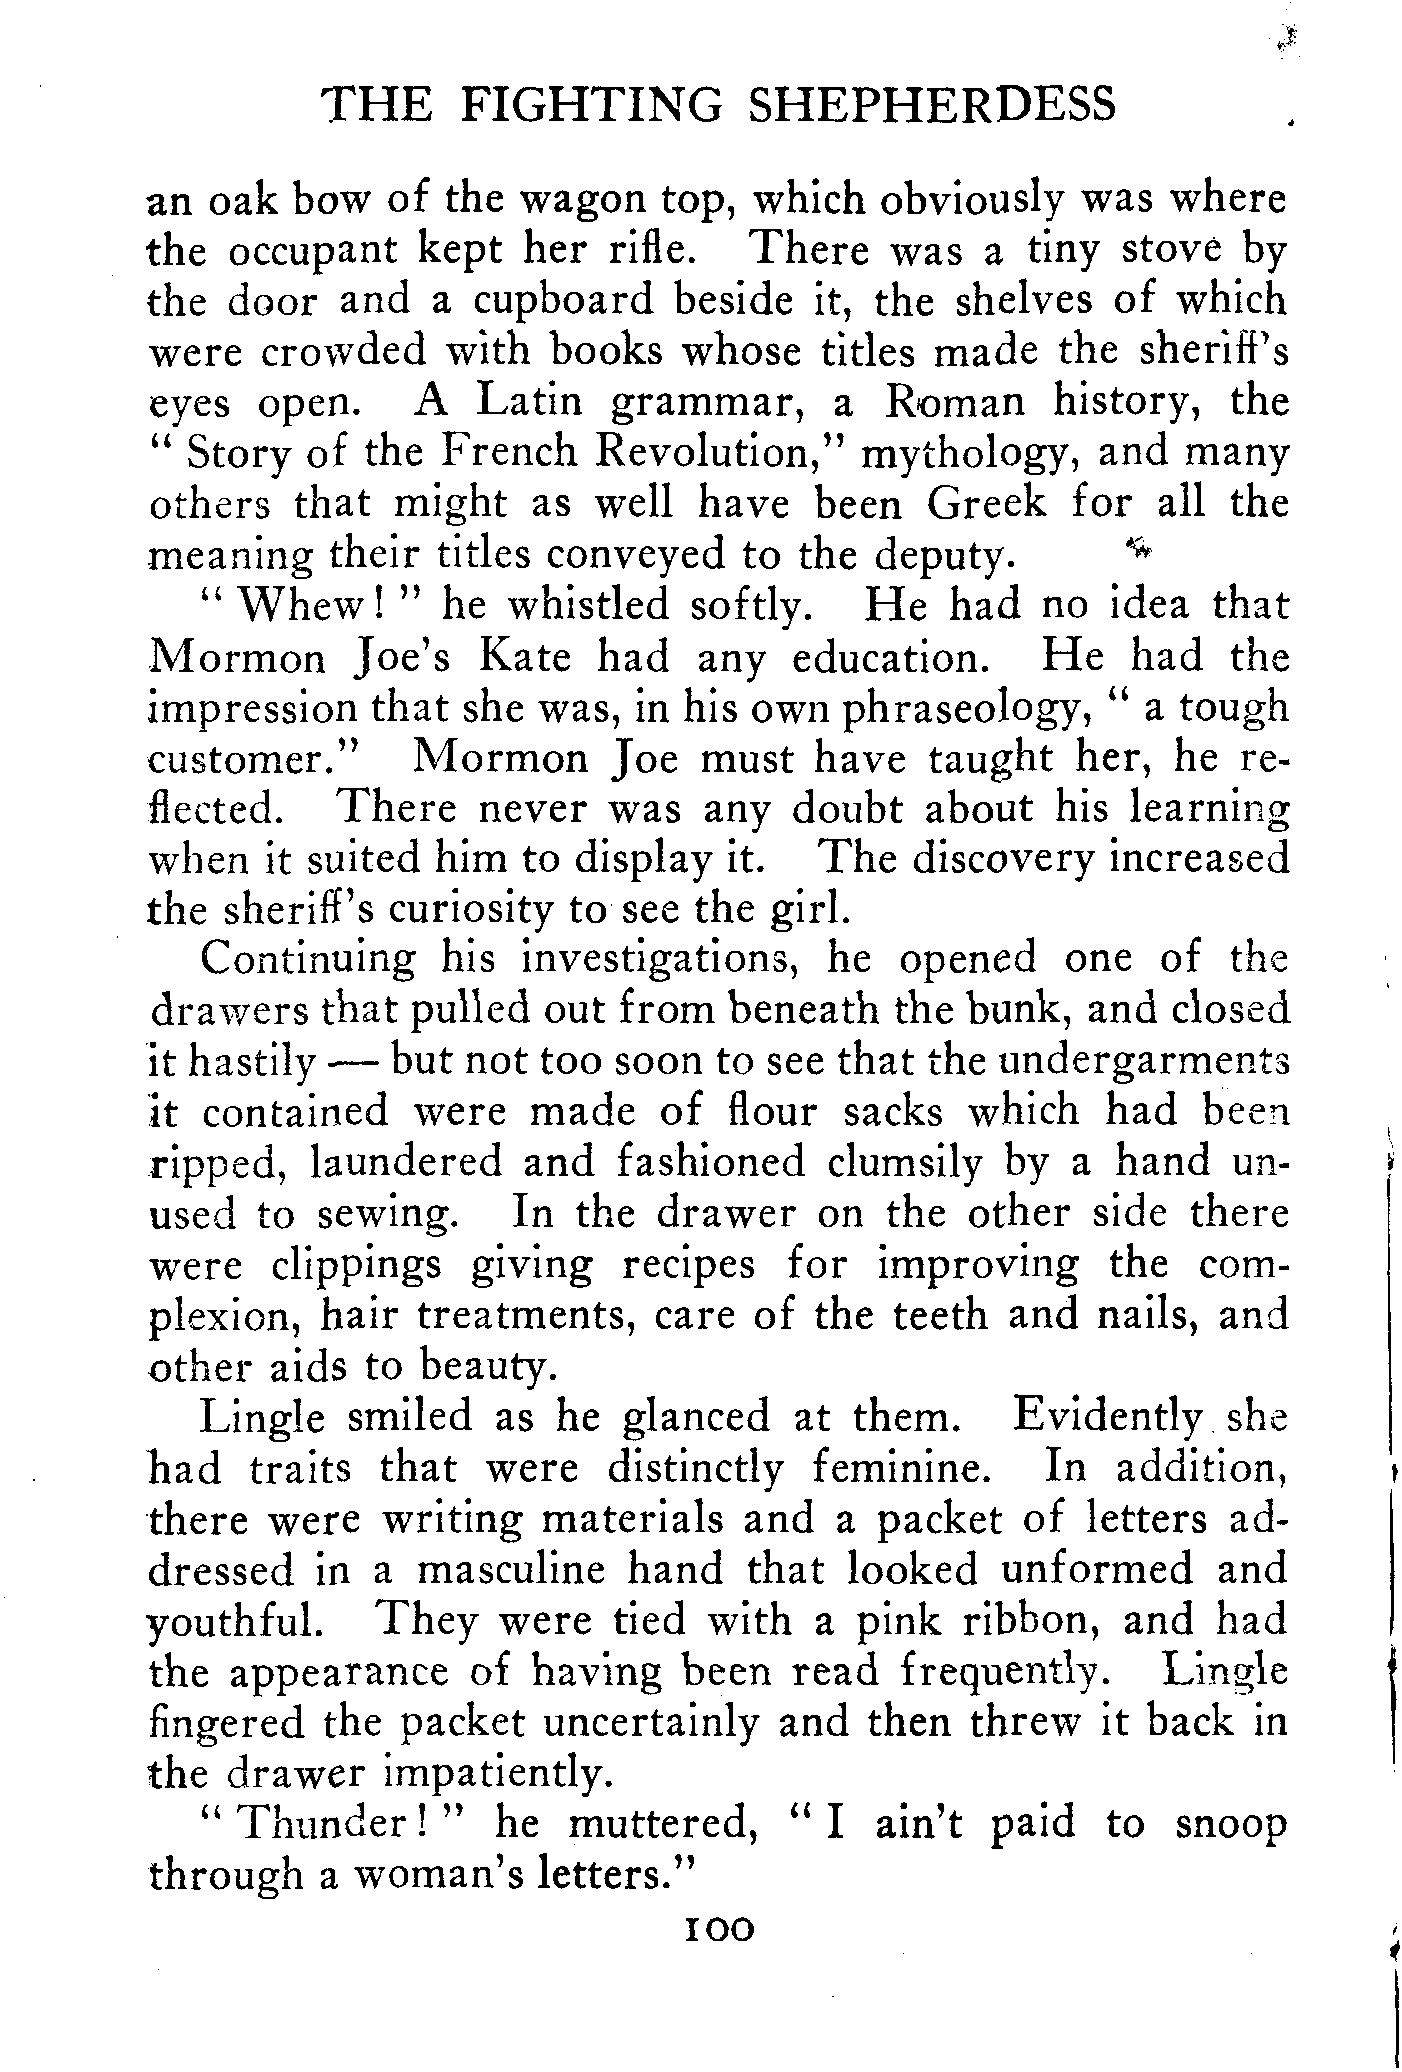 THE FIGHTING SHEPHERDESS
an oak bow of the wagon top, which obviously was where
the occupant kept her rifle. There was a tiny stove by
the door and a cupboard beside it, the shelves of which
were crowded with books whose titles made the sheriff's
eyes open. A Latin grammar, a Roman history, the
" Story of the French Revolution," mythology, and many
others that might as well have been Greek for all the
meaning their titles conveyed to the deputy.
" Whew! " he whistled softly. He had no idea that
Mormon Joe's Kate had any education. He had the
impression that she was, in his own phraseology, " a tough
customer." Mormon Joe must have taught her, he re-
flected. There never was any doubt about his learning
when it suited him to display it. The discovery increased
the sheriff's curiosity to see the girl.
Continuing his investigations, he opened one of the
drawers that pulled out from beneath the bunk, and closed
it hastily — but not too soon to see that the undergarments
it contained were made of flour sacks which had been
ripped, laundered and fashioned clumsily by a hand un-
used to sewing. In the drawer on the other side there
were clippings giving recipes for improving the com-
plexion, hair treatments, care of the teeth and nails, and
other aids to beauty.
Lingle smiled as he glanced at them. Evidently she
had traits that were distinctly feminine. In addition,
there were writing materials and a packet of letters ad-
dressed in a masculine hand that looked unformed and
youthful. They were tied with a pink ribbon, and had
the appearance of having been read frequently. Lingle
fingered the packet uncertainly and then threw it back in
the drawer impatiently.
" Thunder! " he muttered, " I ain't paid to snoop
through a woman's letters."
100